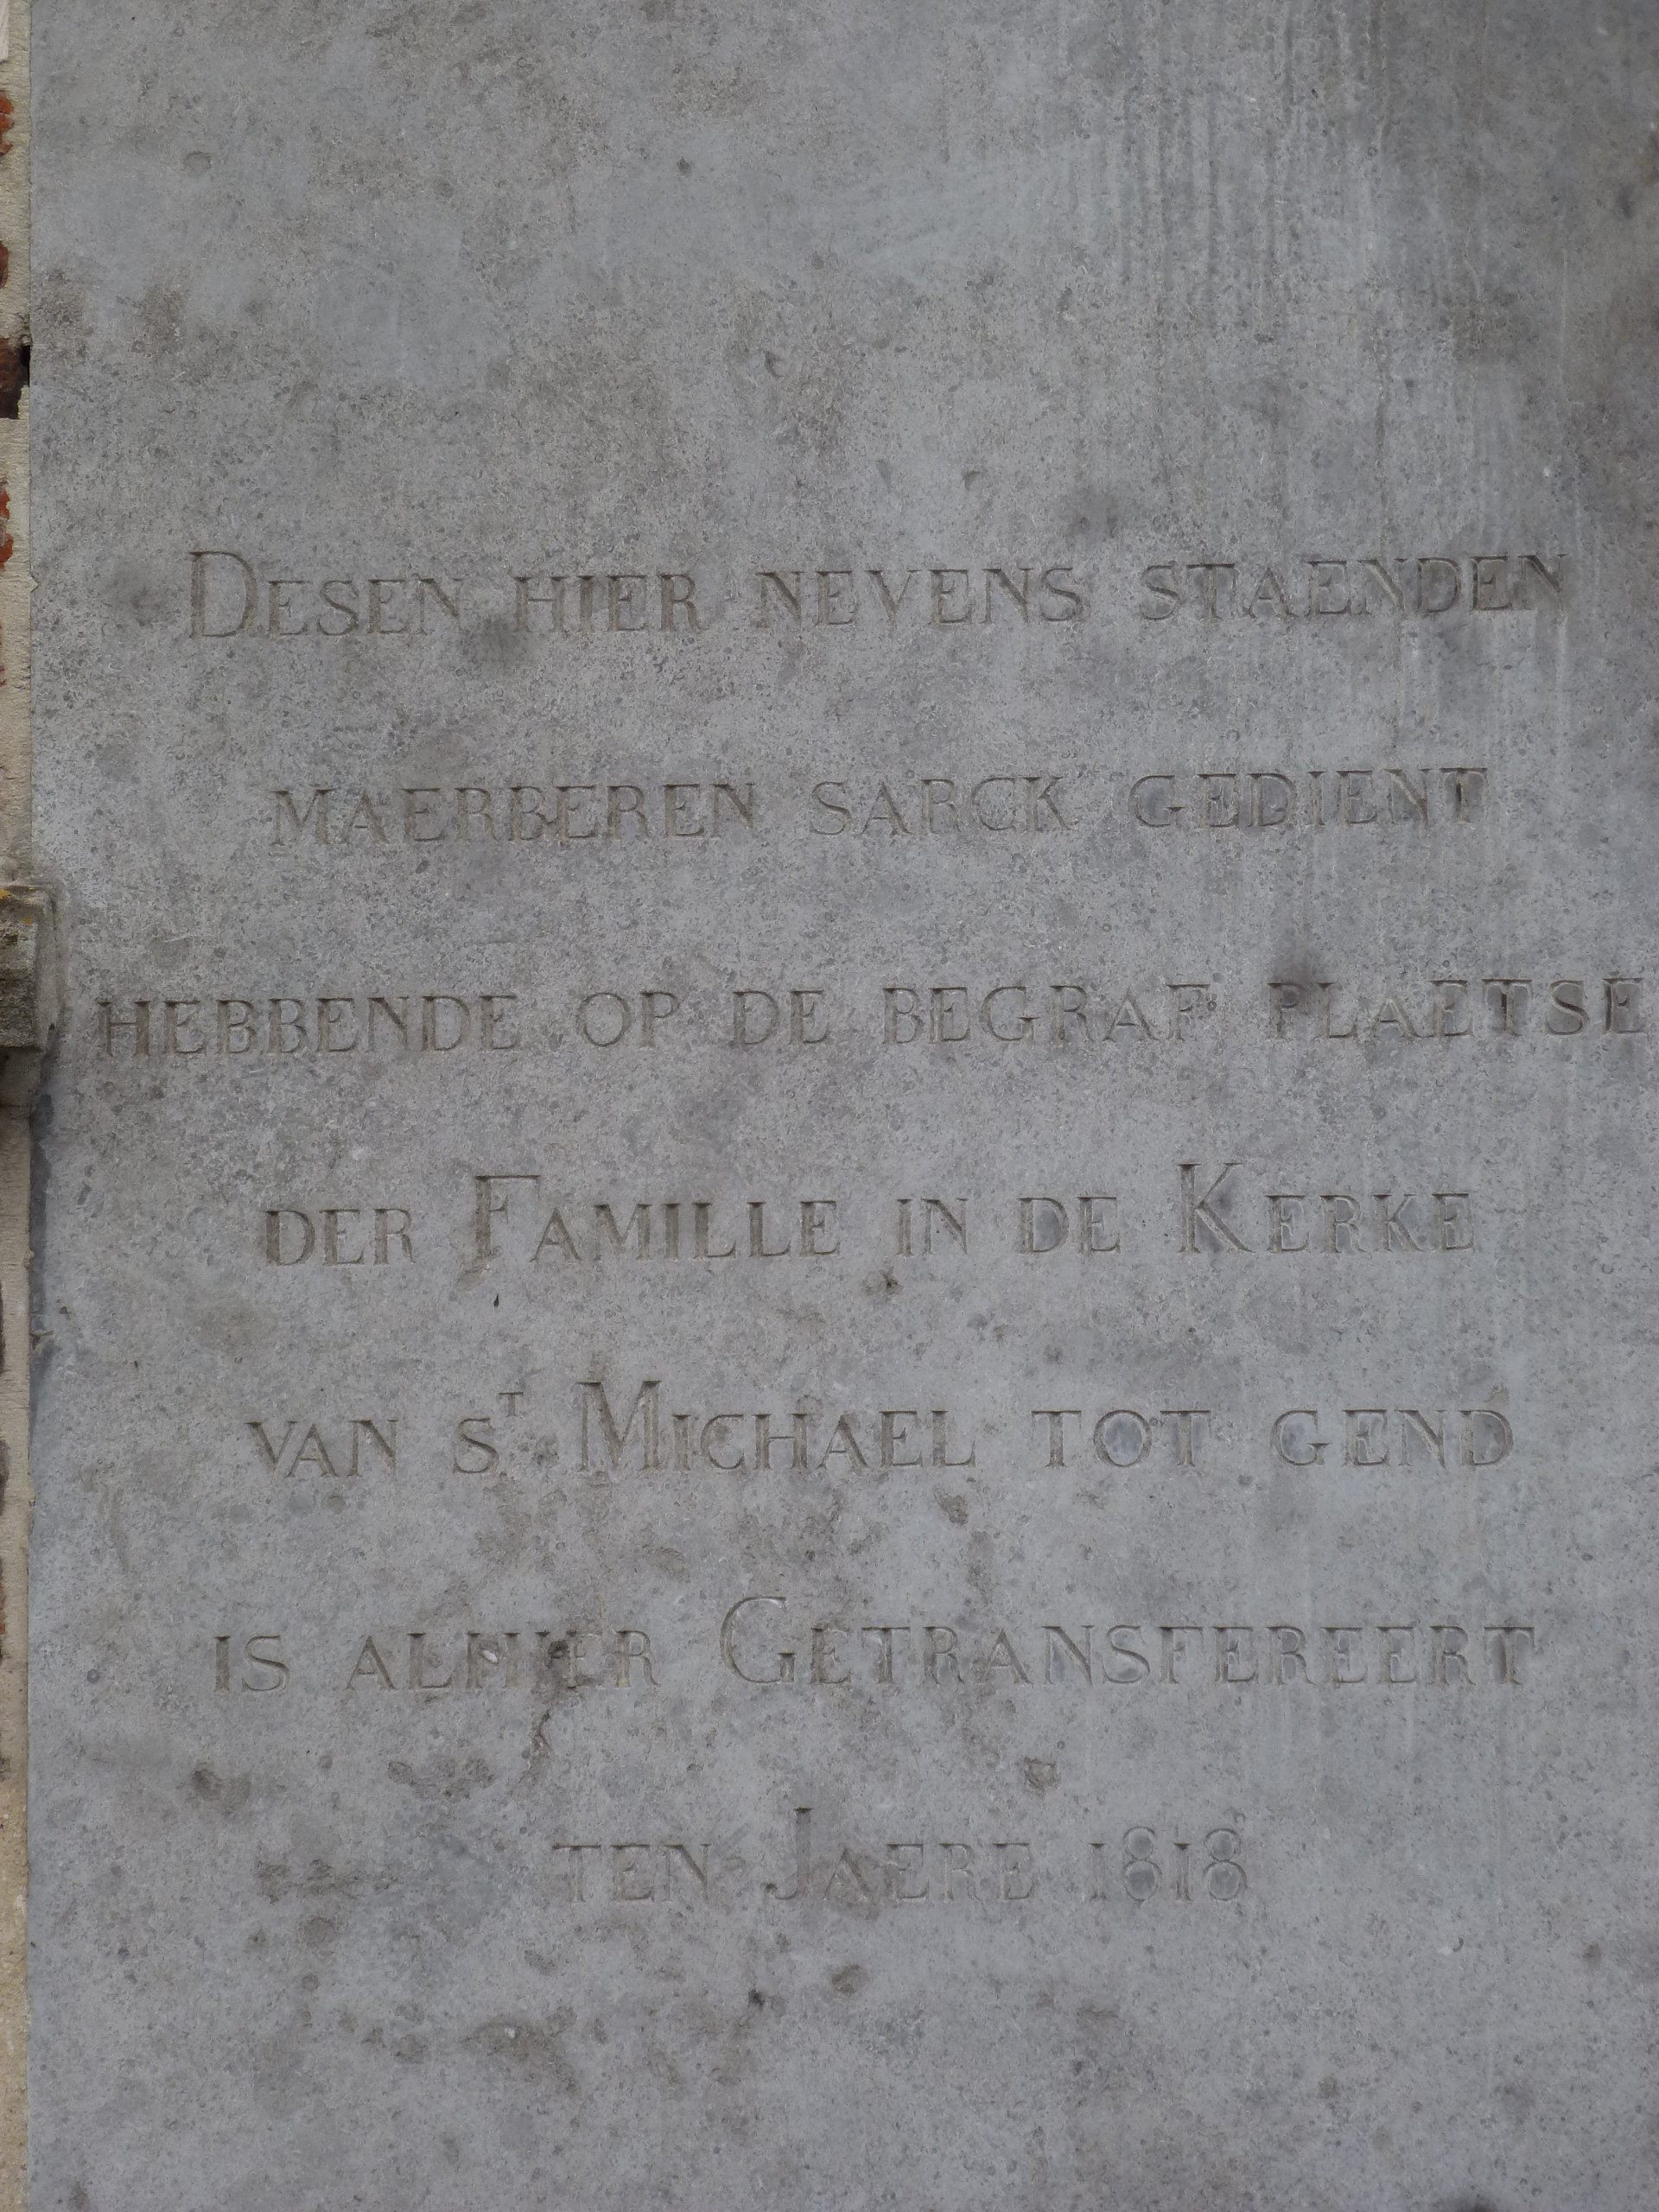 DESEN HIER NEVENS STAENDEN
MAERBEREN SARCK GEDIENT
HEBBENDE OP DE BEGRAF PLAETSE
DER FAMILLE IN DE KERKE
VAN ST MICHAEL TOT GEND
IS ALHIER GETRANSFEREERT
TEN JAERE 1818